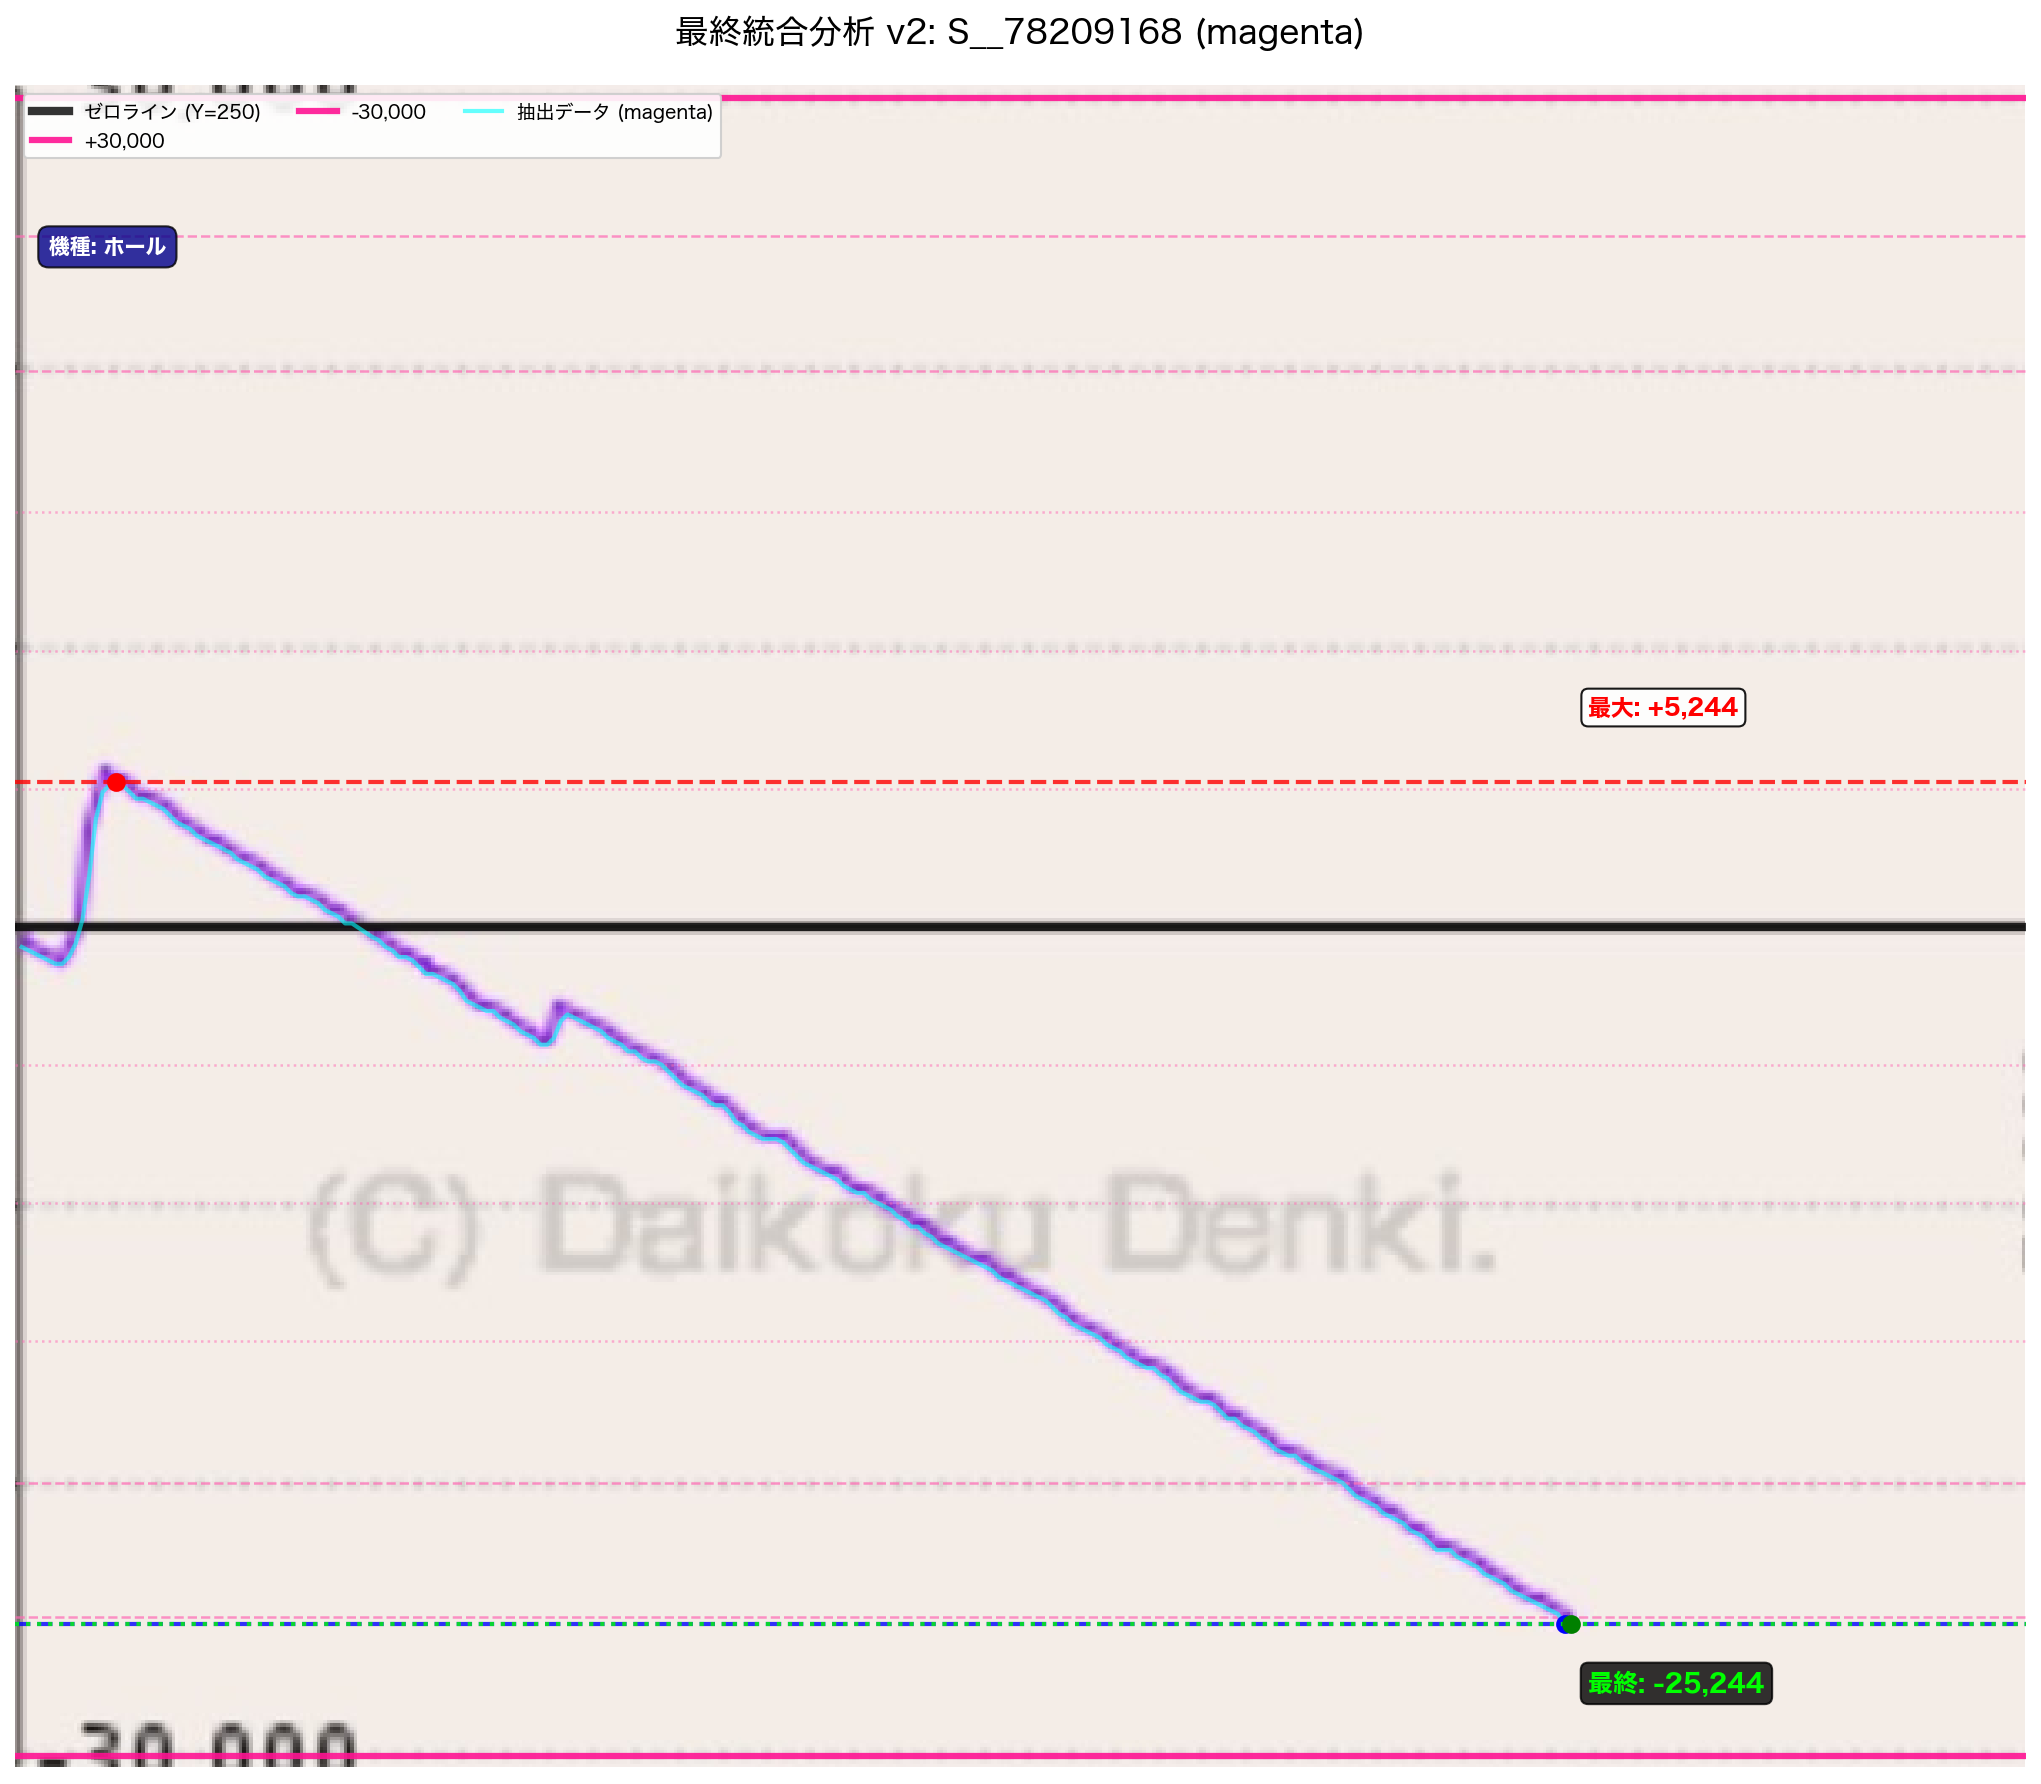 最終統合分析 v2: S__78209168 (magenta)
ゼロライン (Y=250)
-30,000
抽出データ (magenta)
+30,000
機種: ホール
最大: +5,244
(C) Daikoku Denki.
最終: -25,244
-30,000